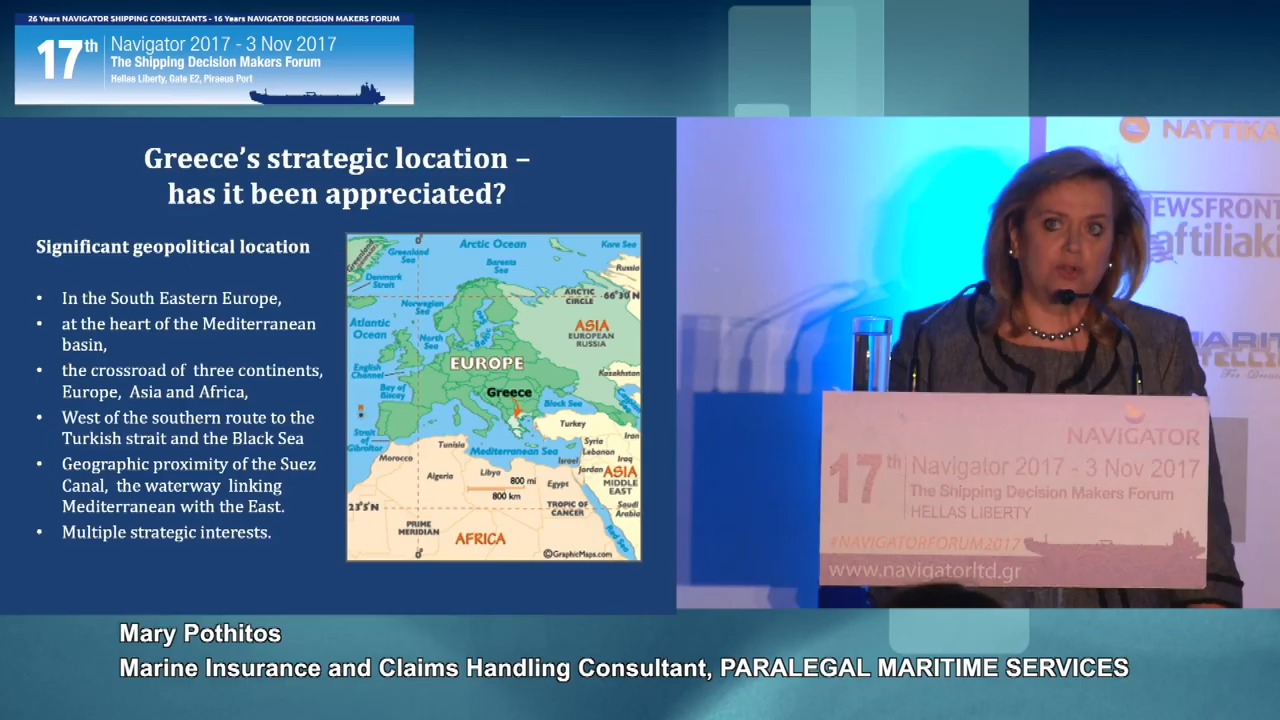 26 Years NAVIGATOR SHIPPING CONSULTANTS - 16 Years NAVIGATOR DECISION MAKERS FORUM
17th
Navigator 2017 - 3 Nov 2017
The Shipping Decision Makers Forum
Hellas Liberty, Gate E2, Piraeus Port
Greece's strategic location –
has it been appreciated?
Significant geopolitical location
• In the South Eastern Europe,
• at the heart of the Mediterranean
basin,
• the crossroad of three continents,
Europe, Asia and Africa,
• West of the southern route to the
Turkish strait and the Black Sea
• Geographic proximity of the Suez
Canal, the waterway linking
Mediterranean with the East.
• Multiple strategic interests.
0°
Arctic Ocean
Kara Sea
Greenland
Greenland
Sea
Barents
Sea
Russia
Denmark
Strait
ARCTIC
CIRCLE
66°30'N
Norwegian
Sea
Atlantic
Ocean
North
Sea
Baltic
ASIA
EUROPEAN
RUSSIA
EUROPE
English
Channel
Kazakhstan
Bay of
Biscay
Greece
Black Sea
Caspian
Turkey
Strait of
Gibraltar
Tunisia
Mediterranean Sea
Syria
Lebanon
Iran
Iraq
Morocco
Israel
Jordan
ASIA
MIDDLE
EAST
Algeria
Libya
800 mi
800 km
Egypt
Saudi
Arabia
23°5'N
TROPIC OF
CANCER
Red Sea
PRIME
MERIDIAN
AFRICA
0°
©GraphicMaps.com
NAYTIKA
EWSFRONT
aftiliaki
ARIT
For Decis
NAVIGATOR
17th
Navigator 2017 - 3 Nov 2017
The Shipping Decision Makers Forum
HELLAS LIBERTY
#NAVIGATORFORUM2017
www.navigatorltd.gr
Mary Pothitos
Marine Insurance and Claims Handling Consultant, PARALEGAL MARITIME SERVICES